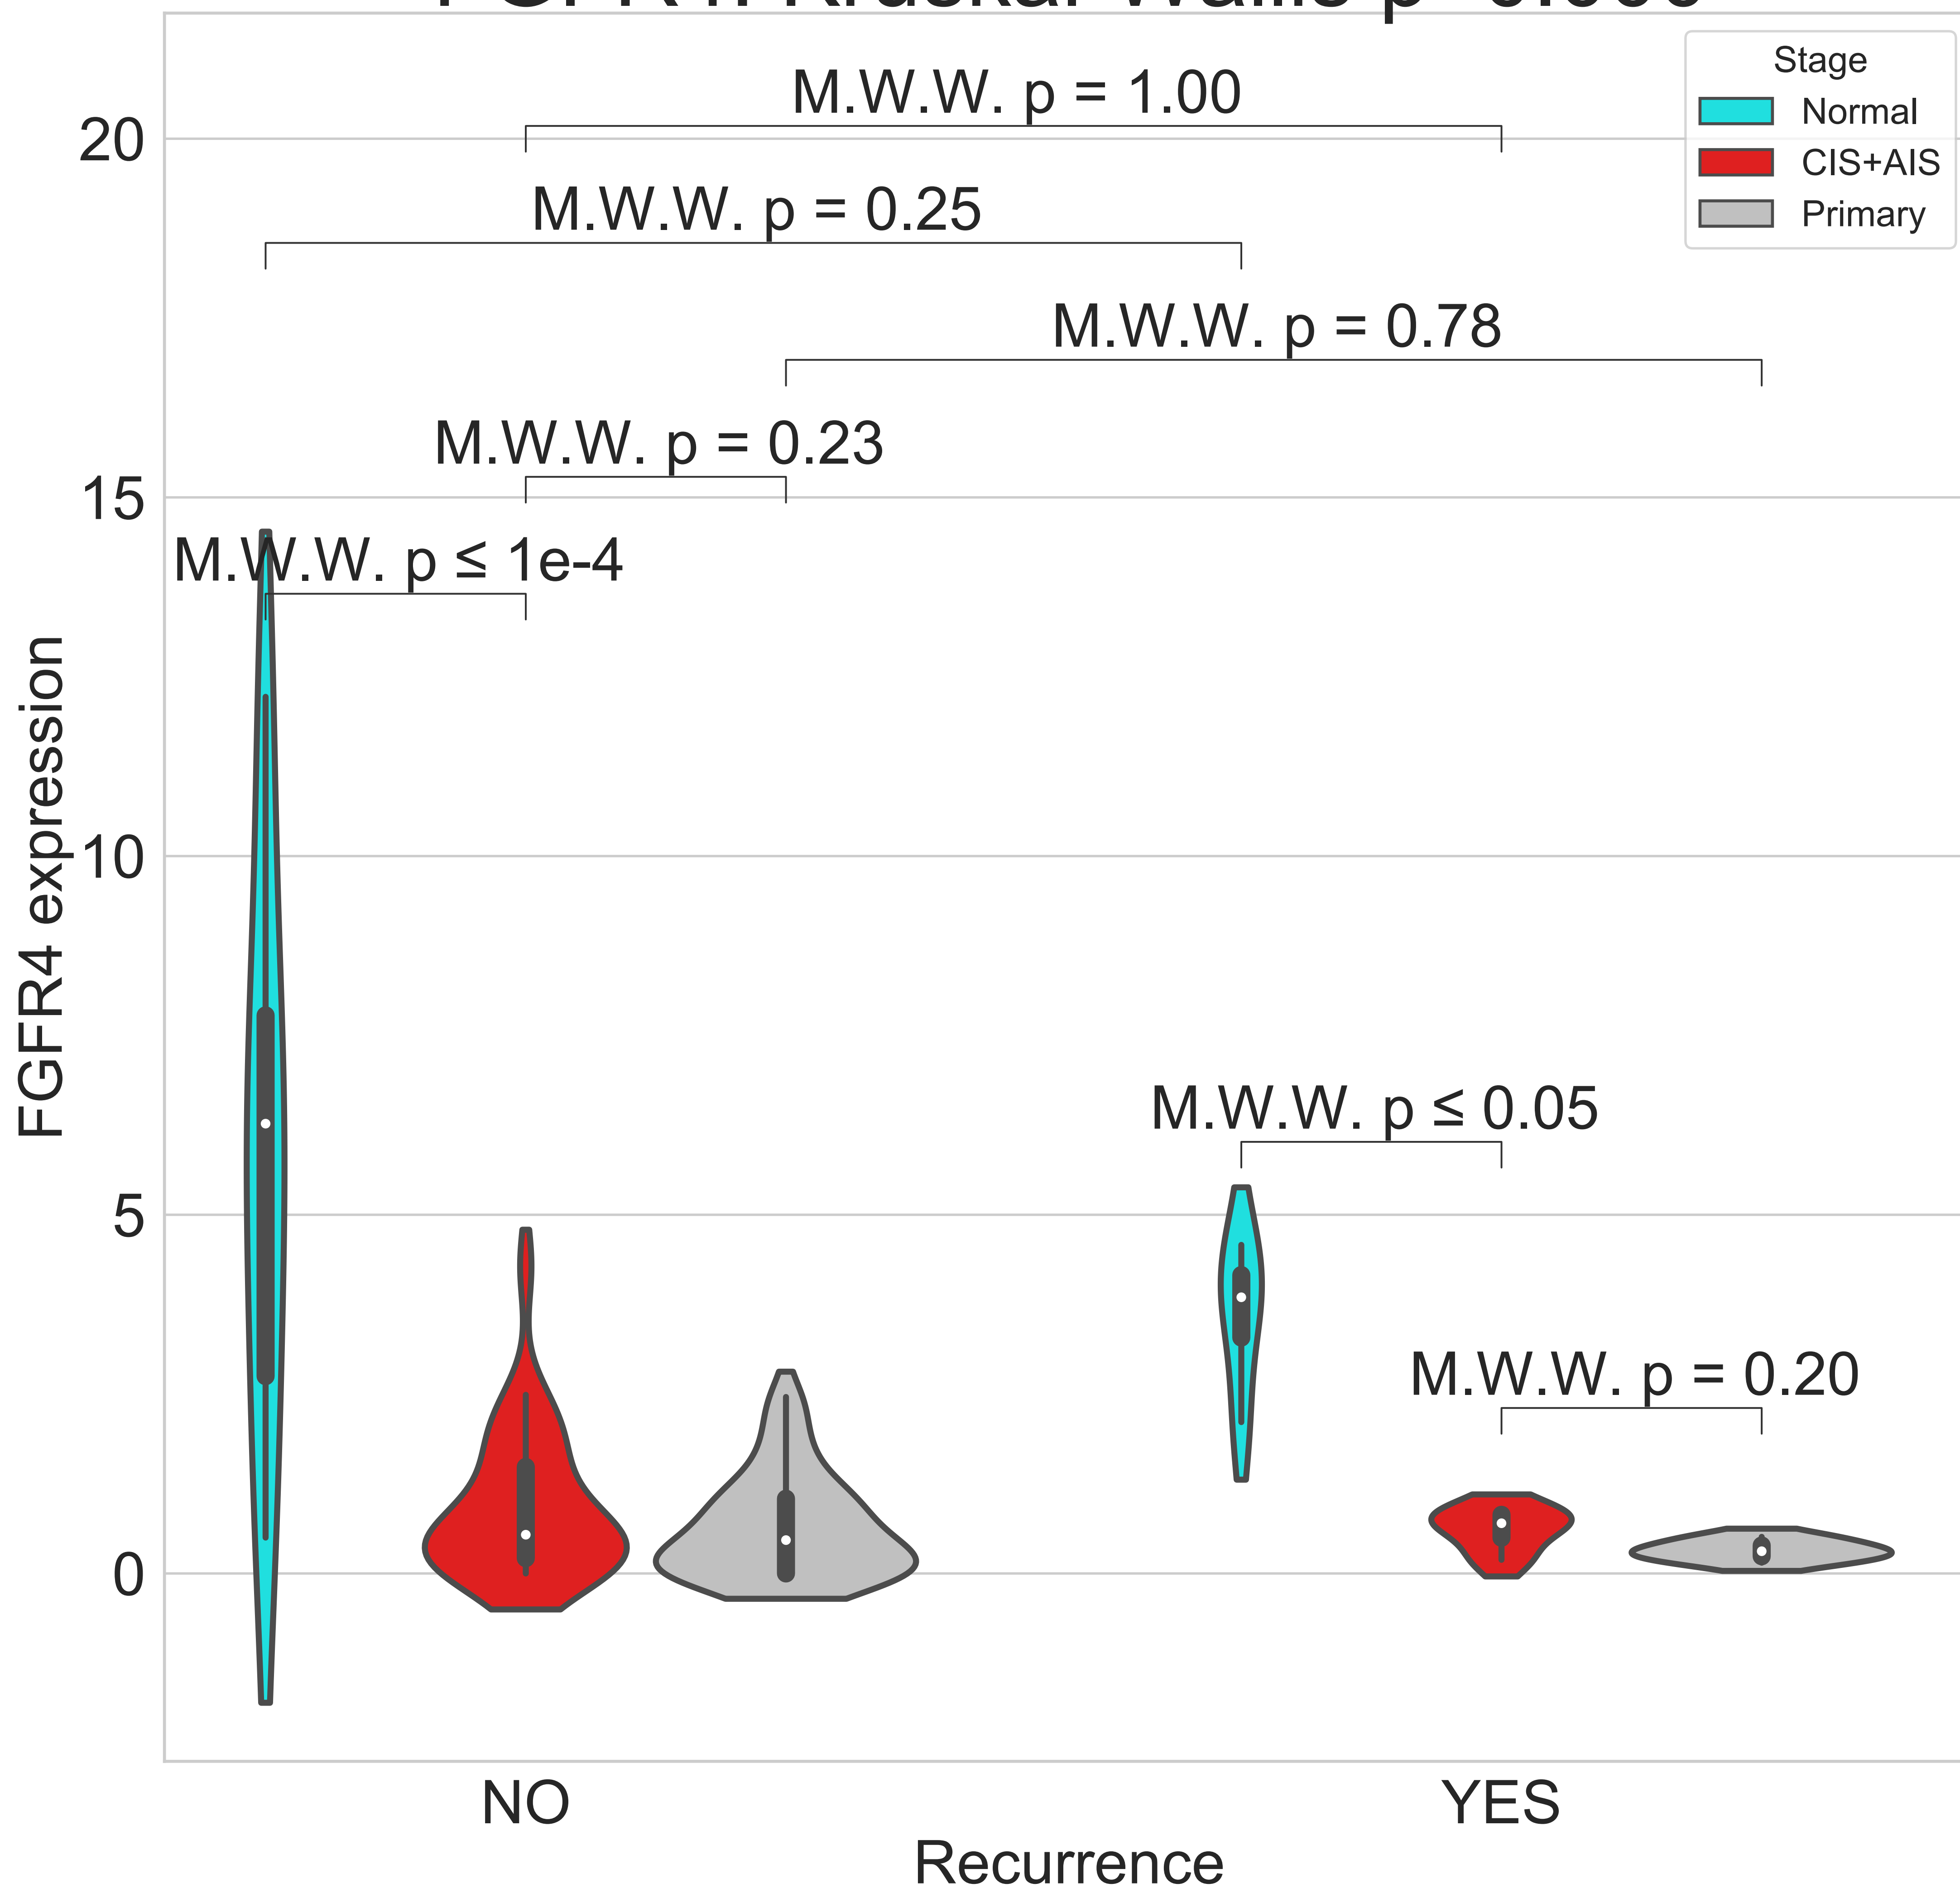 Stage
Normal
CIS+AIS
Primary
M.W.W. p = 1.00
M.W.W. p = 0.25
M.W.W. p = 0.78
M.W.W. p = 0.23
M.W.W. p ≤ 1e-4
M.W.W. p ≤ 0.05
M.W.W. p = 0.20
20
15
10
5
0
FGFR4 expression
NO
YES
Recurrence